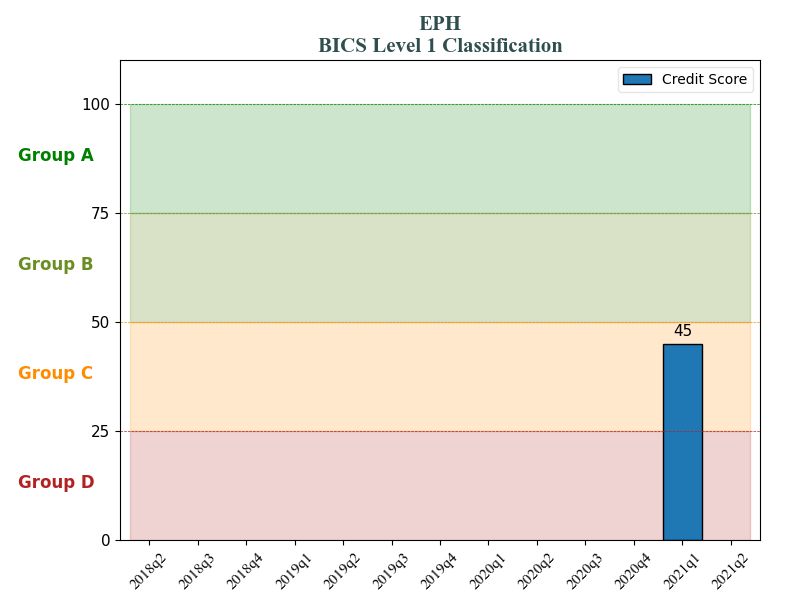 EPH
BICS Level 1 Classification
Credit Score
100
Group A
75
Group B
50
45
Group C
25
Group D
0
2018q2
2018q3
2018q4
2019q1
2019q2
2019q3
2019q4
2020q1
2020q2
2020q3
2020q4
2021q1
2021q2